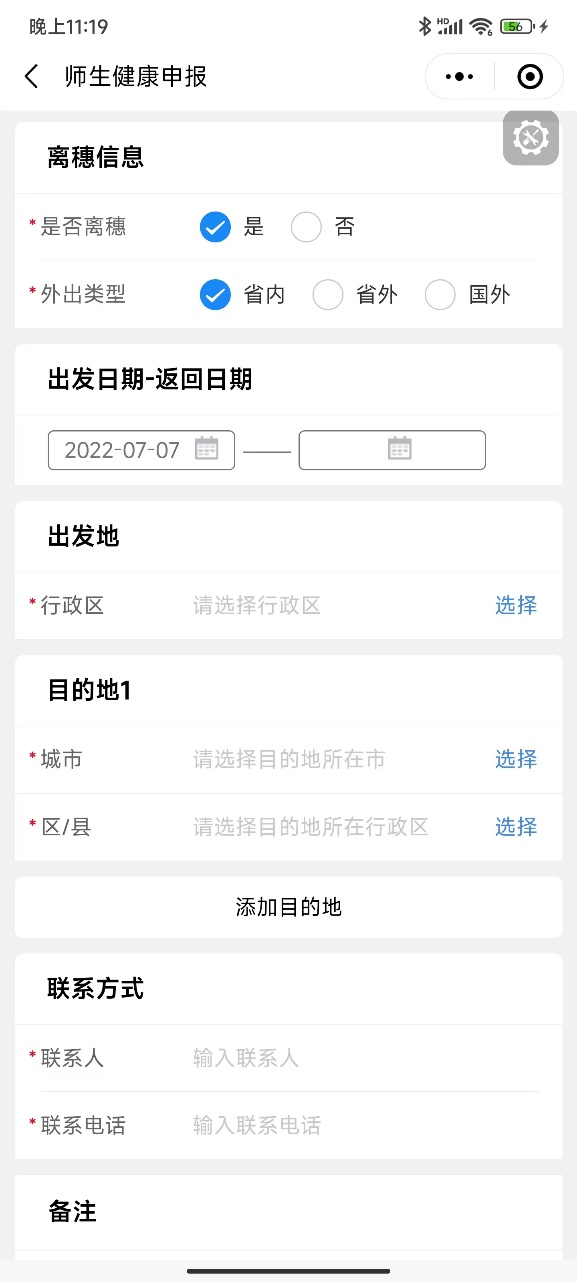 晚上11:19
HD
6
56
师生健康申报
离穗信息
*是否离穗 是 否
*外出类型 省内 省外 国外
出发日期-返回日期
2022-07-07
出发地
*行政区 请选择行政区 选择
目的地1
*城市 请选择目的地所在市 选择
*区/县 请选择目的地所在行政区 选择
添加目的地
联系方式
*联系人 输入联系人
*联系电话 输入联系电话
备注